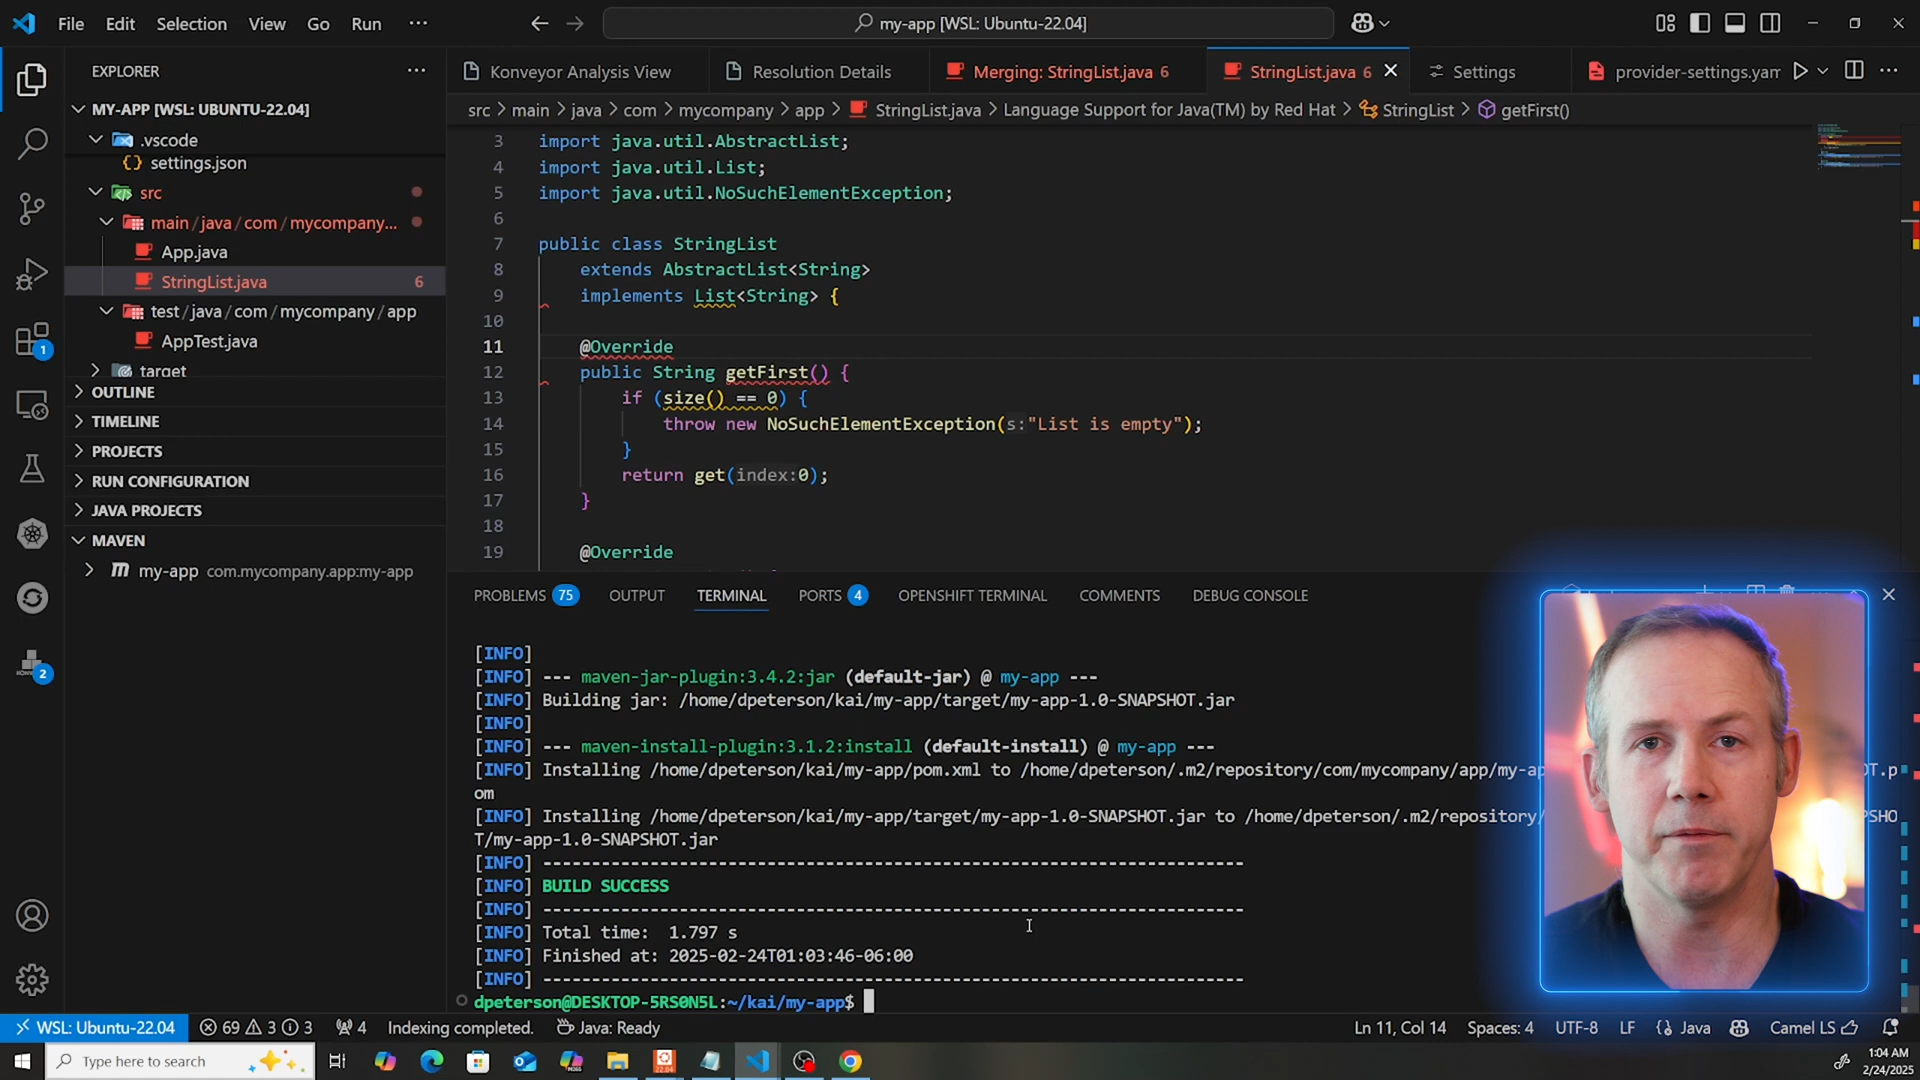 File Edit Selection View Go Run ···
my-app [WSL: Ubuntu-22.04]
EXPLORER
MY-APP [WSL: UBUNTU-22.04]
.vscode
settings.json
src
main/java/com/mycompany...
App.java
StringList.java 6
test/java/com/mycompany/app
AppTest.java
target
OUTLINE
TIMELINE
PROJECTS
RUN CONFIGURATION
JAVA PROJECTS
MAVEN
my-app com.mycompany.app:my-app
1
2
Konveyor Analysis View Resolution Details Merging: StringList.java 6 StringList.java 6 Settings provider-settings.yam
src > main > java > com > mycompany > app > StringList.java > Language Support for Java(TM) by Red Hat > StringList > getFirst()
3 import java.util.AbstractList;
4 import java.util.List;
5 import java.util.NoSuchElementException;
6
7 public class StringList
8 extends AbstractList<String>
9 implements List<String> {
10
11 @Override
12 public String getFirst() {
13 if (size() == 0) {
14 throw new NoSuchElementException(s:"List is empty");
15 }
16 return get(index:0);
17 }
18
19 @Override
PROBLEMS 75 OUTPUT TERMINAL PORTS 4 OPENSHIFT TERMINAL COMMENTS DEBUG CONSOLE
[INFO]
[INFO] --- maven-jar-plugin:3.4.2:jar (default-jar) @ my-app ---
[INFO] Building jar: /home/dpeterson/kai/my-app/target/my-app-1.0-SNAPSHOT.jar
[INFO]
[INFO] --- maven-install-plugin:3.1.2:install (default-install) @ my-app ---
[INFO] Installing /home/dpeterson/kai/my-app/pom.xml to /home/dpeterson/.m2/repository/com/mycompany/app/my-ap OT.p
om
[INFO] Installing /home/dpeterson/kai/my-app/target/my-app-1.0-SNAPSHOT.jar to /home/dpeterson/.m2/repository/ PSHO
T/my-app-1.0-SNAPSHOT.jar
[INFO] ------------------------------------------------------------------------
[INFO] BUILD SUCCESS
[INFO] ------------------------------------------------------------------------
[INFO] Total time:  1.797 s
[INFO] Finished at: 2025-02-24T01:03:46-06:00
[INFO] ------------------------------------------------------------------------
dpeterson@DESKTOP-5RS0N5L:~/kai/my-app$
WSL: Ubuntu-22.04 69 3 3 4 Indexing completed. Java: Ready Ln 11, Col 14 Spaces: 4 UTF-8 LF {} Java Camel LS
Type here to search
1:04 AM
2/24/2025